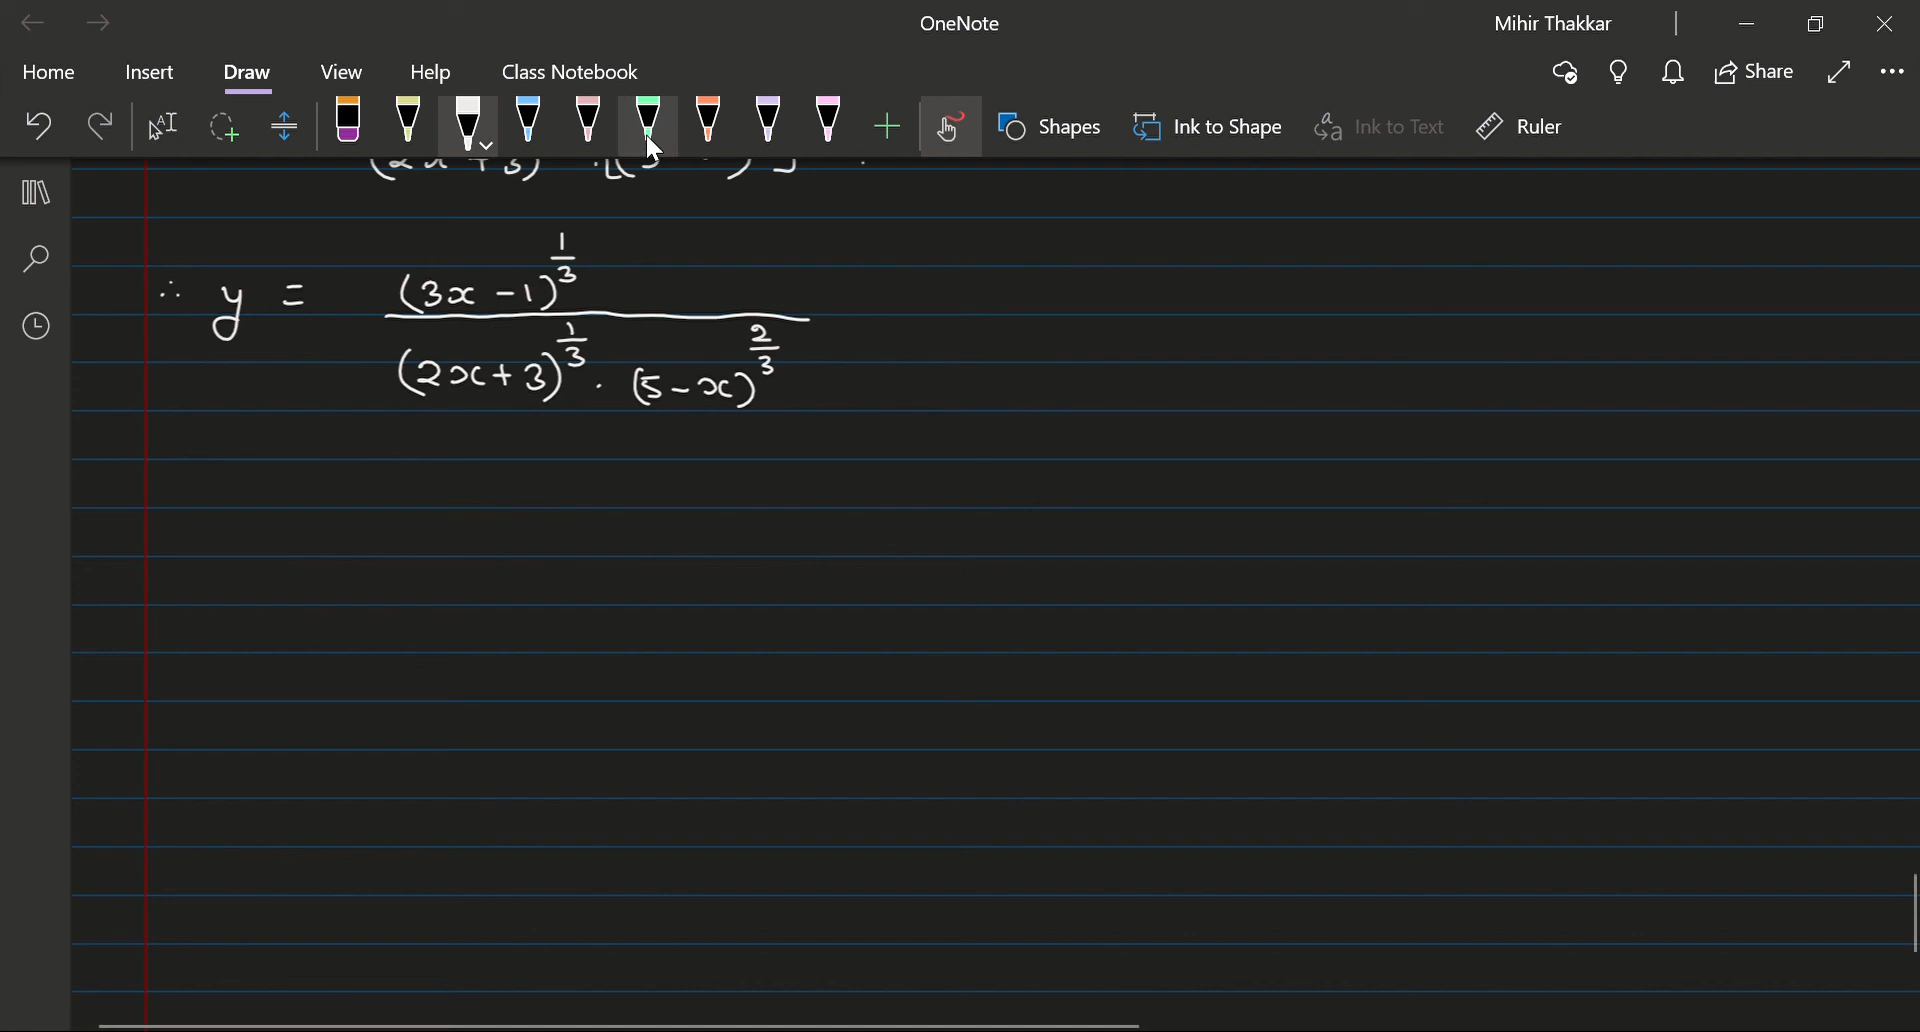 OneNote
Mihir Thakkar
Home Insert Draw View Help Class Notebook
Share
Shapes Ink to Shape Ink to Text Ruler
∴ y = (3x - 1)^(1/3) / (2x + 3)^(1/3) . (5 - x)^(2/3)